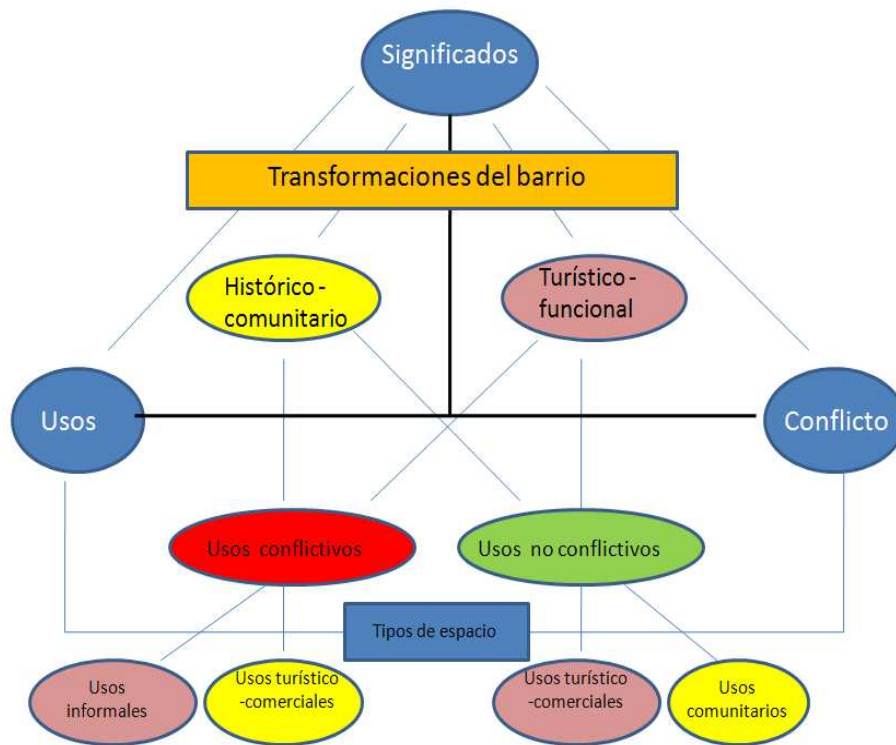 Significados
Transformaciones del barrio
Histórico -
comunitario
Turístico -
funcional
Usos
Conflicto
Usos conflictivos
Usos no conflictivos
Tipos de espacio
Usos
informales
Usos turístico
-comerciales
Usos turístico
-comerciales
Usos
comunitarios